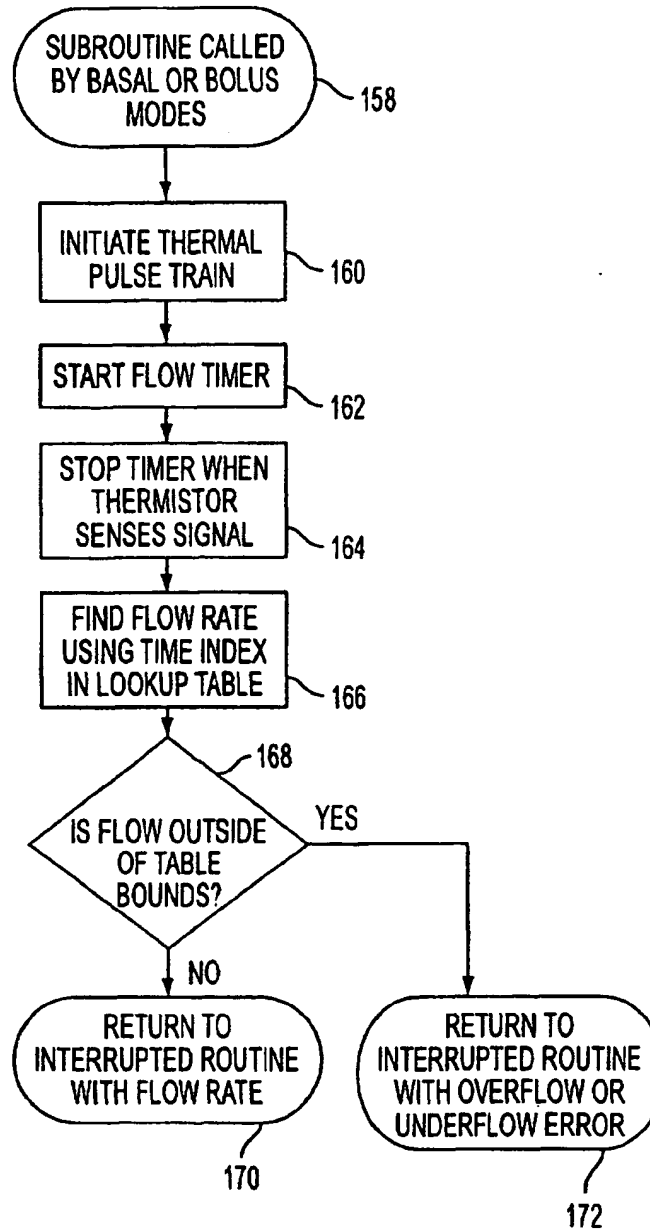 SUBROUTINE CALLED
BY BASAL OR BOLUS
MODES
158
INITIATE THERMAL
PULSE TRAIN
160
START FLOW TIMER
162
STOP TIMER WHEN
THERMISTOR
SENSES SIGNAL
164
FIND FLOW RATE
USING TIME INDEX
IN LOOKUP TABLE
166
168
IS FLOW OUTSIDE
OF TABLE
BOUNDS?
YES
NO
RETURN TO
INTERRUPTED ROUTINE
WITH FLOW RATE
170
RETURN TO
INTERRUPTED ROUTINE
WITH OVERFLOW OR
UNDERFLOW ERROR
172